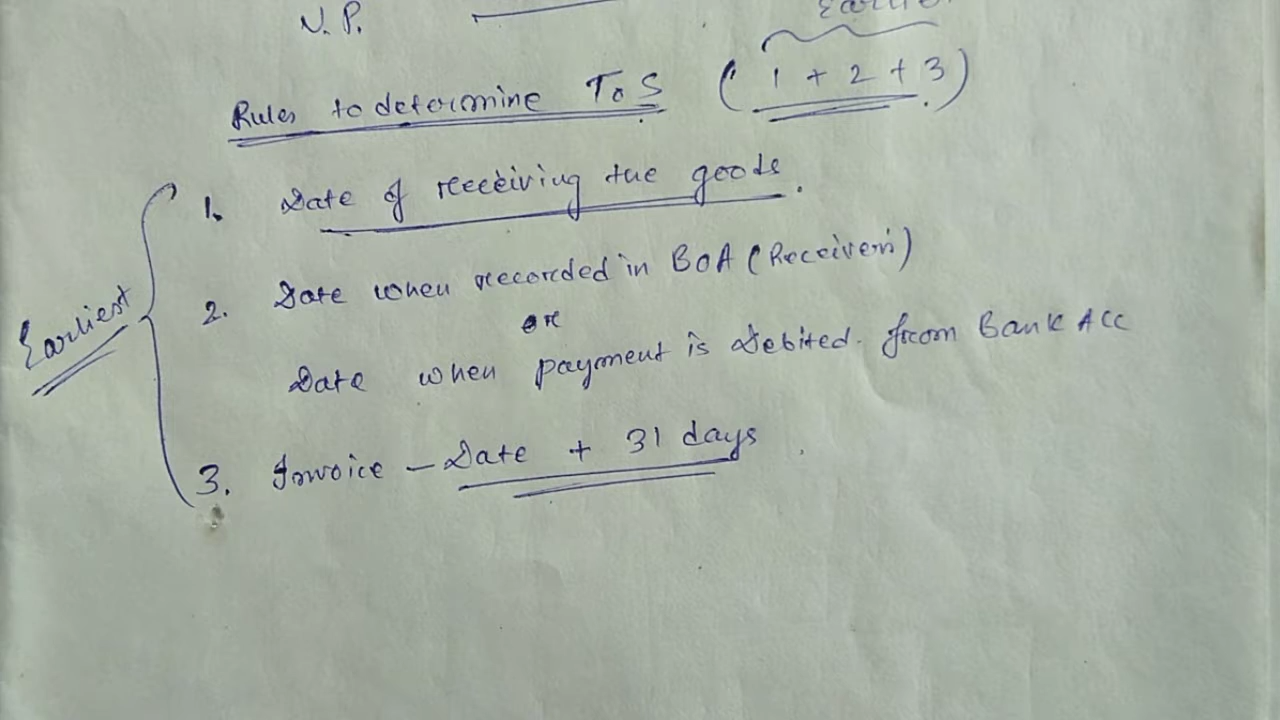 N. P.
Rules to determine ToS (1 + 2 + 3)
Earliest
1. Date of receiving the goods.
2. Date when recorded in BOA (Receiver's)
or
Date when payment is debited. from Bank Acc
3. Invoice - Date + 31 days